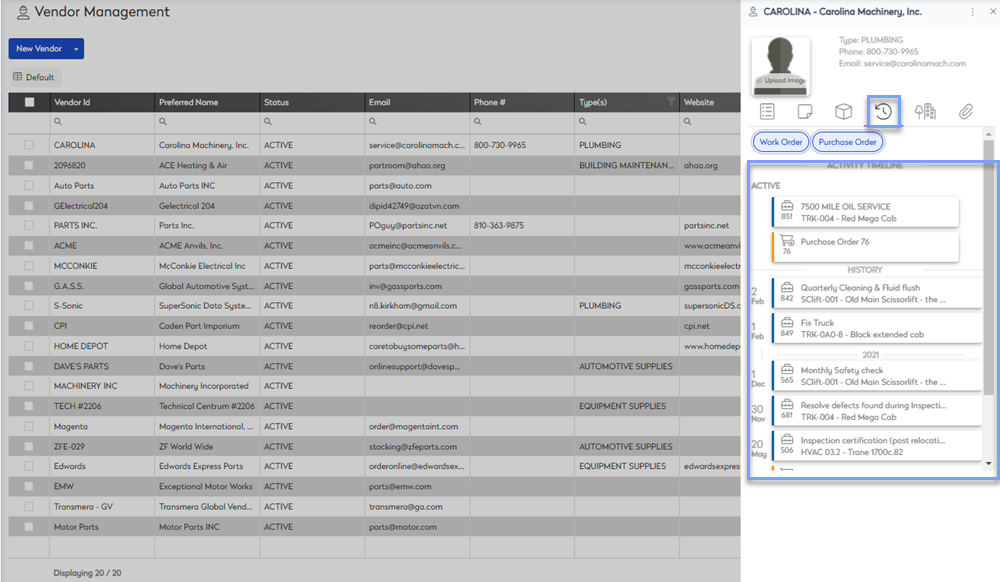 Vendor Management
New Vendor
Default
Vendor Id Preferred Name Status Email Phone # Type(s) Website
CAROLINA Carolina Machinery, Inc. ACTIVE service@carolinamach.c... 800-730-9965 PLUMBING
2096820 ACE Heating & Air ACTIVE portroom@ahaa.org BUILDING MAINTENAN... ahaa.org
Auto Parts Auto Parts INC ACTIVE parts@auto.com
GElectrical204 Gelectrical 204 ACTIVE dipid42749@ozatvn.com
PARTS INC. Parts Inc. ACTIVE POguy@partsinc.net 810-363-9875 partsinc.net
ACME ACME Anvils, Inc. ACTIVE acmeinc@acmeanvils.c... www.acmeanvi
MCCONKIE McConkie Electrical Inc ACTIVE parts@mcconkieelectric...
G.A.S.S. Global Automotive Syst... ACTIVE inv@gassparts.com gassparts.com
S-Sonic SuperSonic Data Syste... ACTIVE n8.kirkham@gmail.com PLUMBING supersonicDS.c
CPI Caden Part Imporium ACTIVE reorder@cpi.net cpi.net
HOME DEPOT Home Depot ACTIVE caretobuysomeparts@h... www.homedepo
DAVE'S PARTS Dave's Parts ACTIVE onlinesupport@davesp... AUTOMOTIVE SUPPLIES
MACHINERY INC Machinery Incorporated ACTIVE
TECH #2206 Technical Centrum #2206 ACTIVE EQUIPMENT SUPPLIES
Magenta Magenta International, ... ACTIVE order@magentaint.com
ZFE-029 ZF World Wide ACTIVE stocking@zfeparts.com AUTOMOTIVE SUPPLIES
Edwards Edwards Express Parts ACTIVE orderonline@edwardsex... EQUIPMENT SUPPLIES edwardsexpress
EMW Exceptional Motor Works ACTIVE parts@emw.com
Transmera - GV Transmera Global Vend... ACTIVE transmera@ga.com
Motor Parts Motor Parts INC ACTIVE parts@motor.com
Displaying 20 / 20
CAROLINA - Carolina Machinery, Inc.
Type: PLUMBING
Phone: 800-730-9965
Email: service@carolinamach.com
Upload Image
Work Order Purchase Order
ACTIVITY TIMELINE
ACTIVE
7500 MILE OIL SERVICE
851 TRK-004 - Red Mega Cab
Purchase Order 76
76
HISTORY
2 Feb
Quarterly Cleaning & Fluid flush
842 SClift-001 - Old Main Scissorlift - the ...
1 Feb
Fix Truck
849 TRK-0A0-8 - Black extended cab
2021
1 Dec
Monthly Safety check
565 SClift-001 - Old Main Scissorlift - the ...
30 Nov
Resolve defects found during Inspecti...
681 TRK-004 - Red Mega Cab
20 May
Inspection certification (post relocati...
506 HVAC 03.2 - Trane 1700c.82